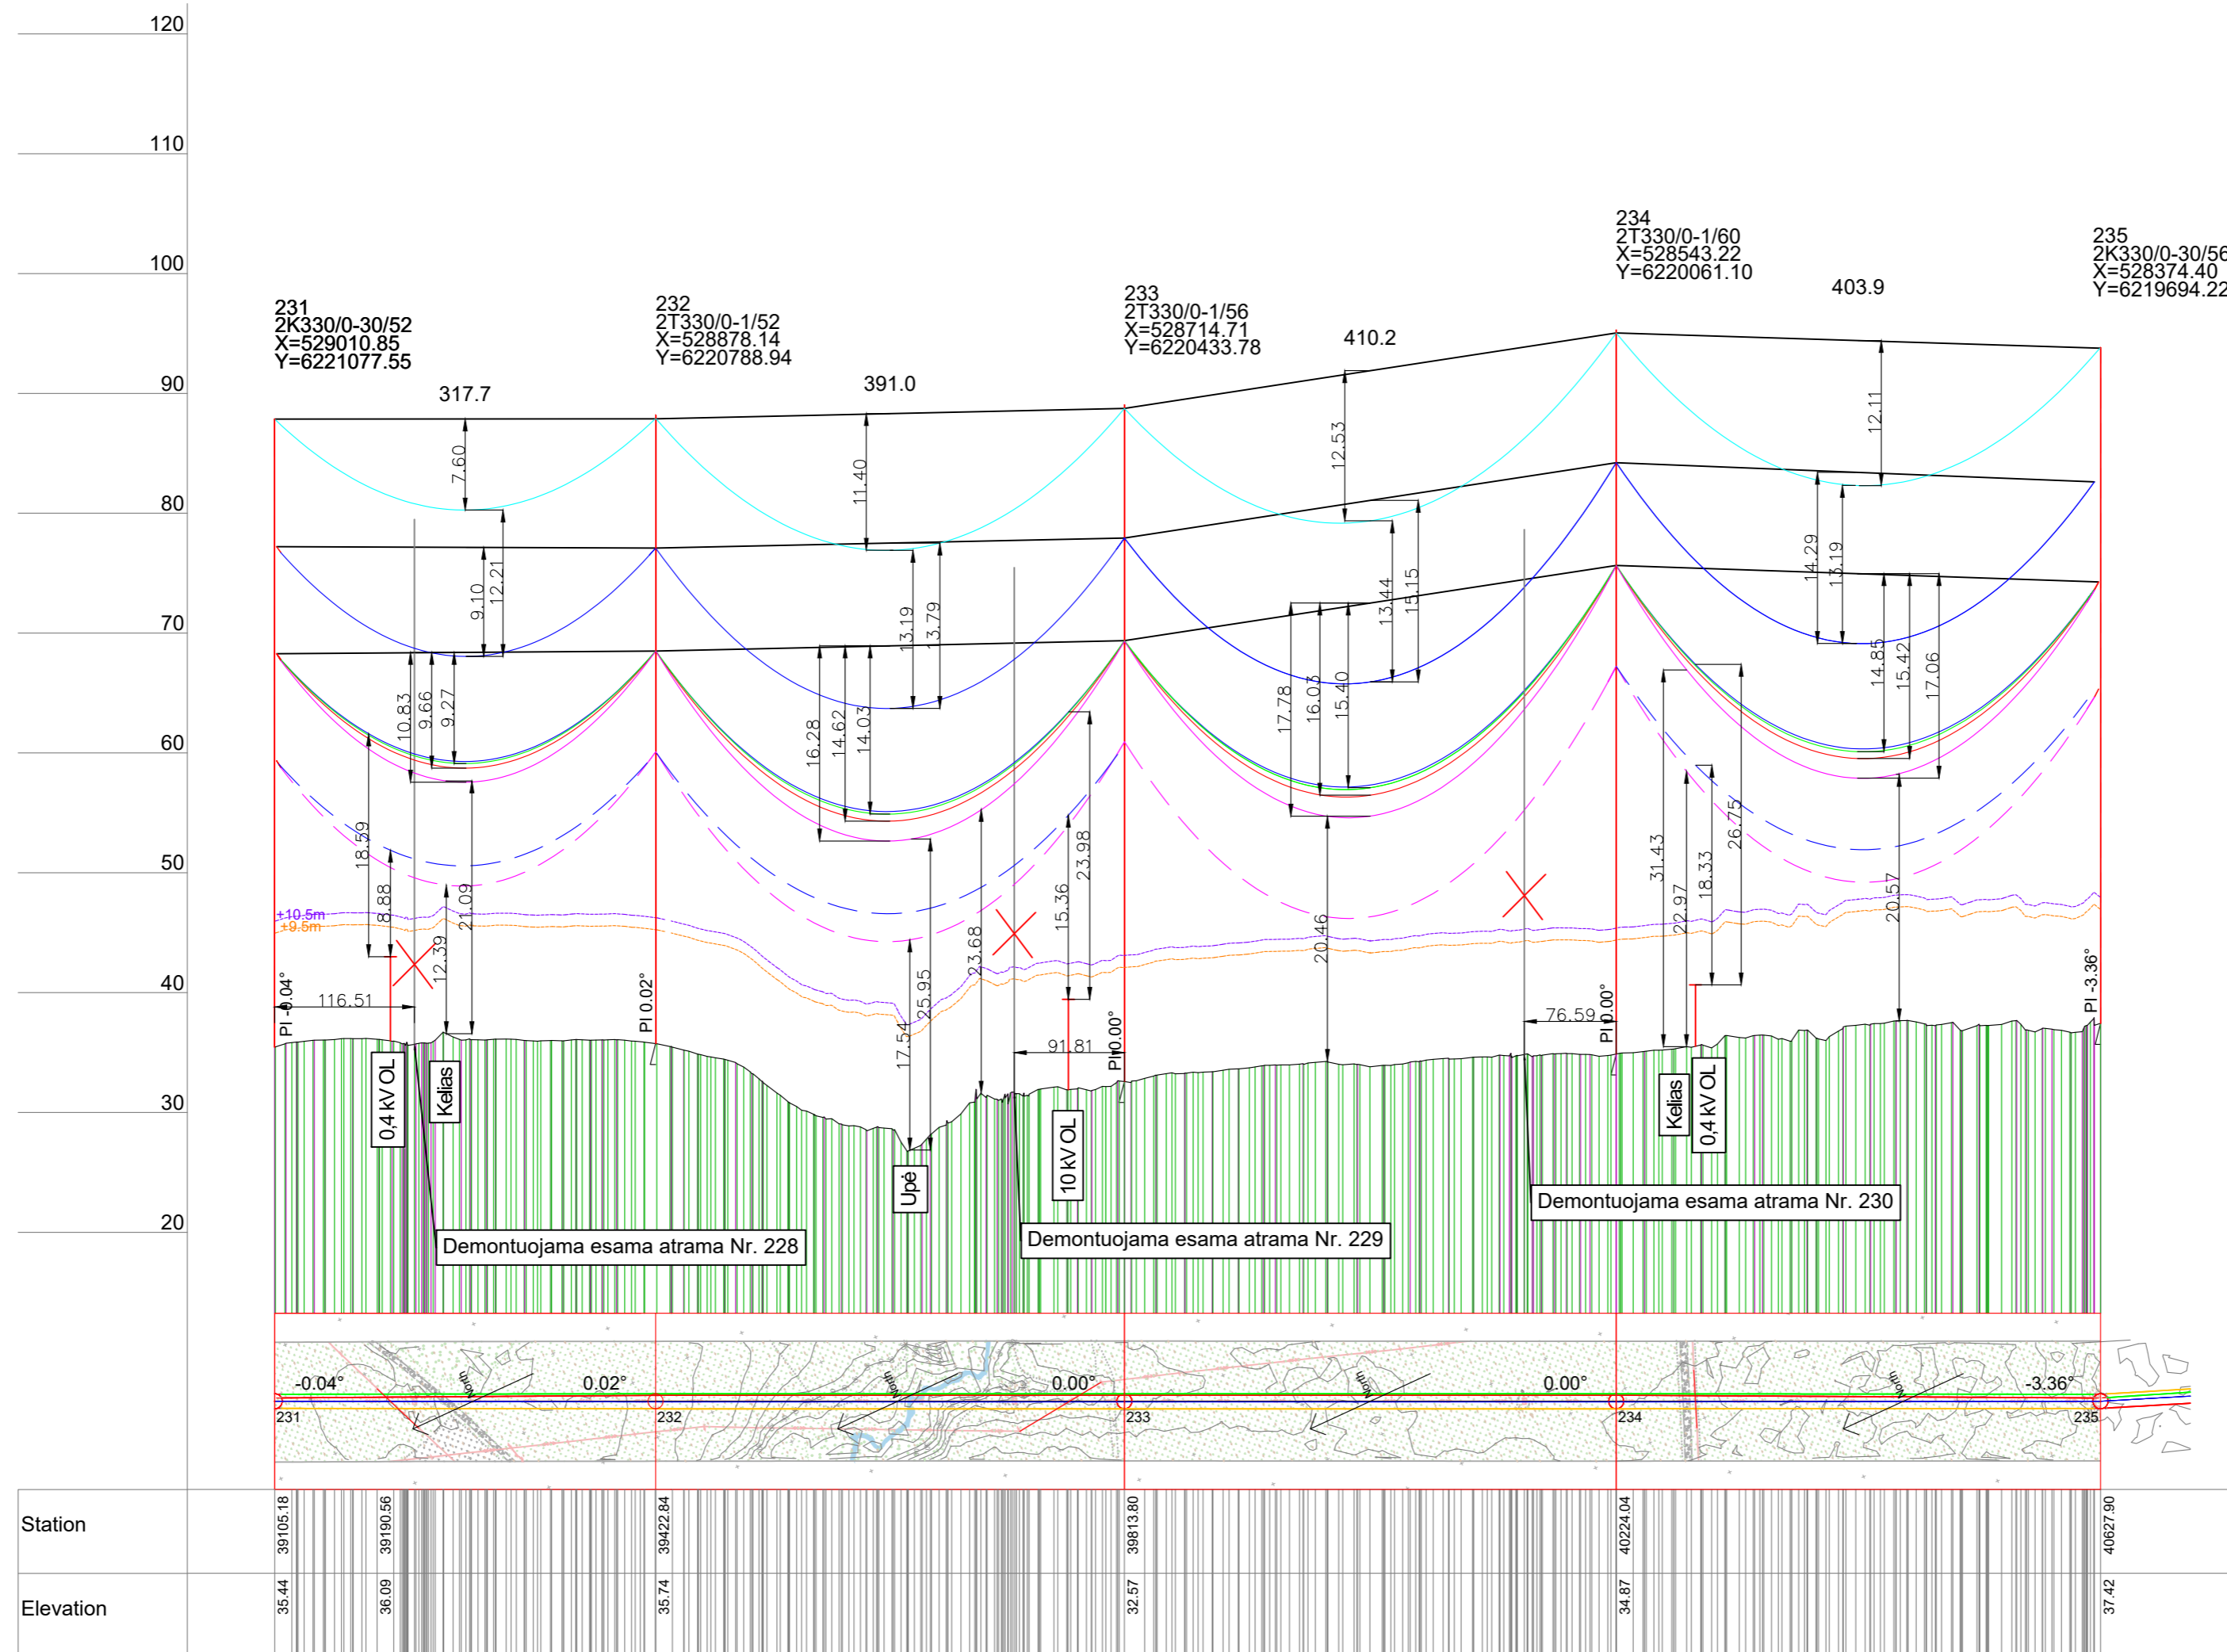 120
110
100
90
80
70
60
50
40
30
20
231
2K330/0-30/52
X=529010.85
Y=6221077.55
317.7
232
2T330/0-1/52
X=528878.14
Y=6220788.94
391.0
233
2T330/0-1/56
X=528714.71
Y=6220433.78
410.2
234
2T330/0-1/60
X=528543.22
Y=6220061.10
403.9
235
2K330/0-30/56
X=528374.40
Y=6219694.22
7.60
9.10
12.21
10.83
9.66
9.27
18.59
8.88
12.39
21.09
116.51
11.40
13.19
13.79
16.28
14.62
14.03
17.54
25.95
23.68
15.36
23.98
91.81
12.53
13.44
15.15
17.78
16.03
15.40
20.46
76.59
12.11
14.29
13.19
14.85
15.42
17.06
31.43
22.97
18.33
26.75
20.57
+10.5m
+9.5m
PI -0.04°
PI 0.02°
PI 0.00°
PI 0.00°
PI -3.36°
0,4 kV OL
Kelias
Upė
10 kV OL
Kelias
0,4 kV OL
Demontuojama esama atrama Nr. 228
Demontuojama esama atrama Nr. 229
Demontuojama esama atrama Nr. 230
-0.04°
North
0.02°
North
0.00°
North
0.00°
North
-3.36°
231
232
233
234
235
Station
39105.18
39190.56
39422.84
39813.80
40224.04
40627.90
Elevation
35.44
36.09
35.74
32.57
34.87
37.42